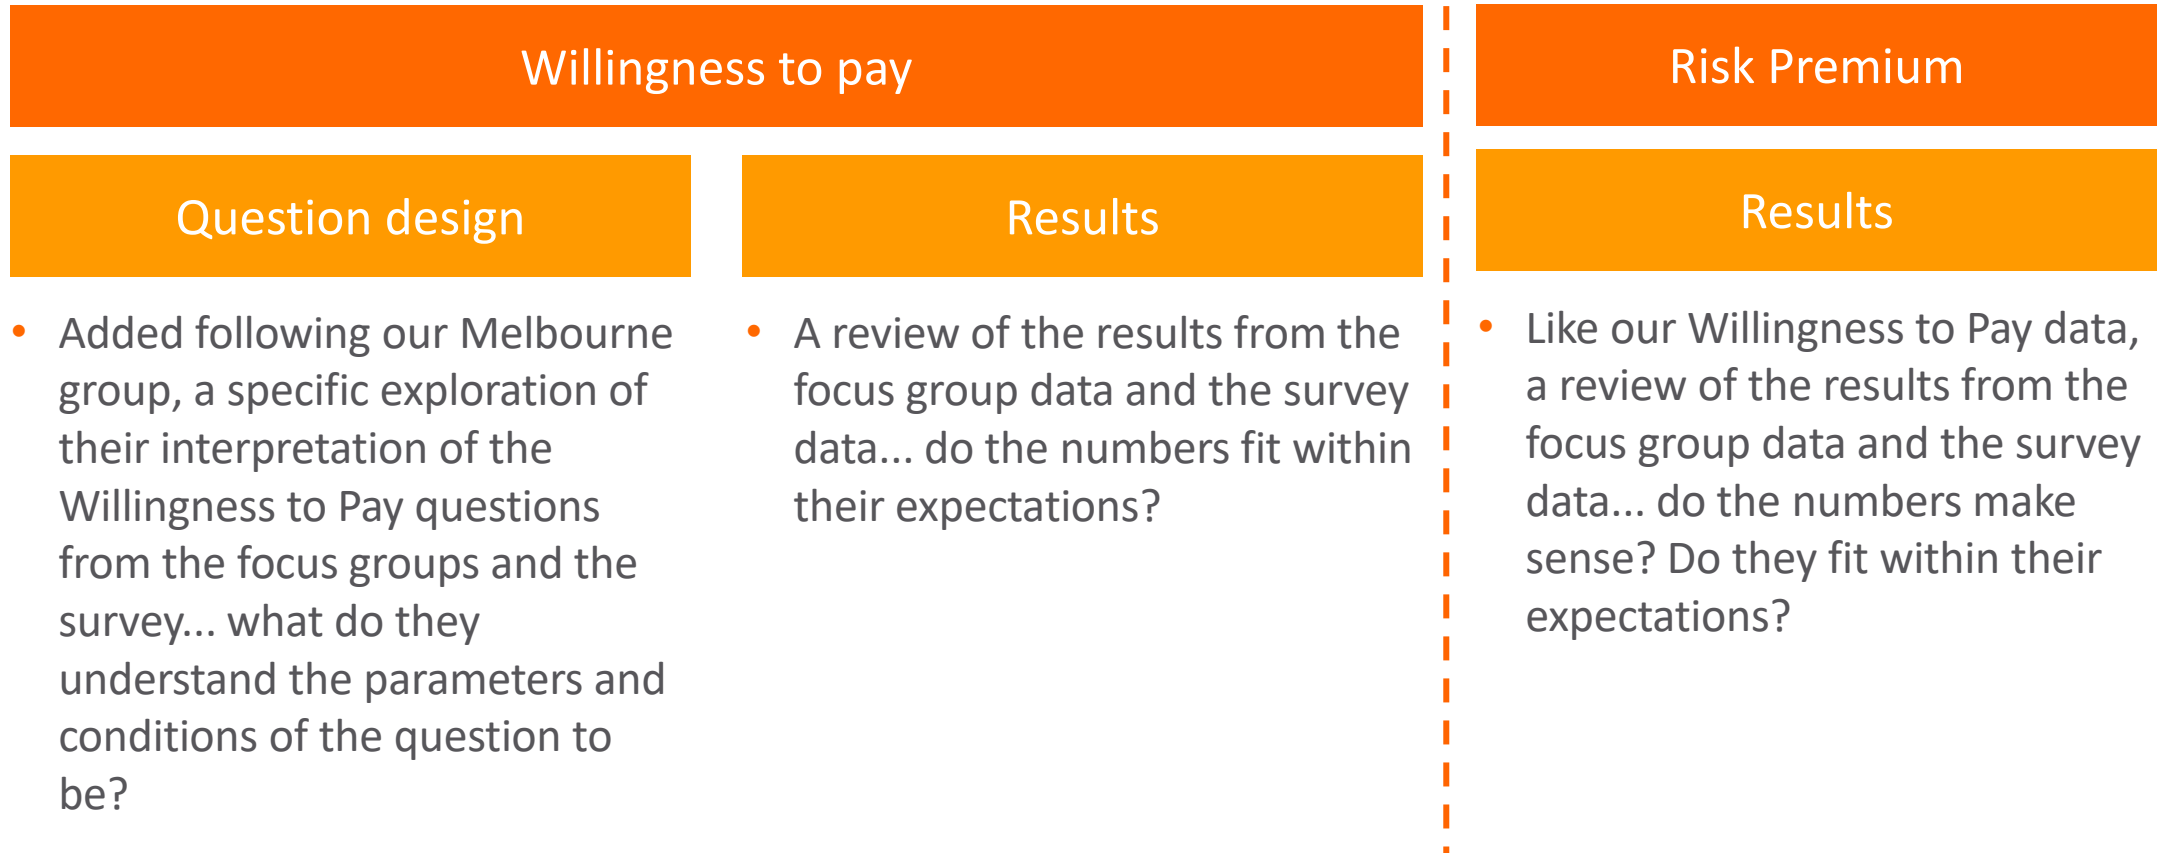 Willingness to pay
Risk Premium
Question design
Results
Results
• Added following our Melbourne
group, a specific exploration of
their interpretation of the
Willingness to Pay questions
from the focus groups and the
survey... what do they
understand the parameters and
conditions of the question to
be?
• A review of the results from the
focus group data and the survey
data... do the numbers fit within
their expectations?
• Like our Willingness to Pay data,
a review of the results from the
focus group data and the survey
data... do the numbers make
sense? Do they fit within their
expectations?